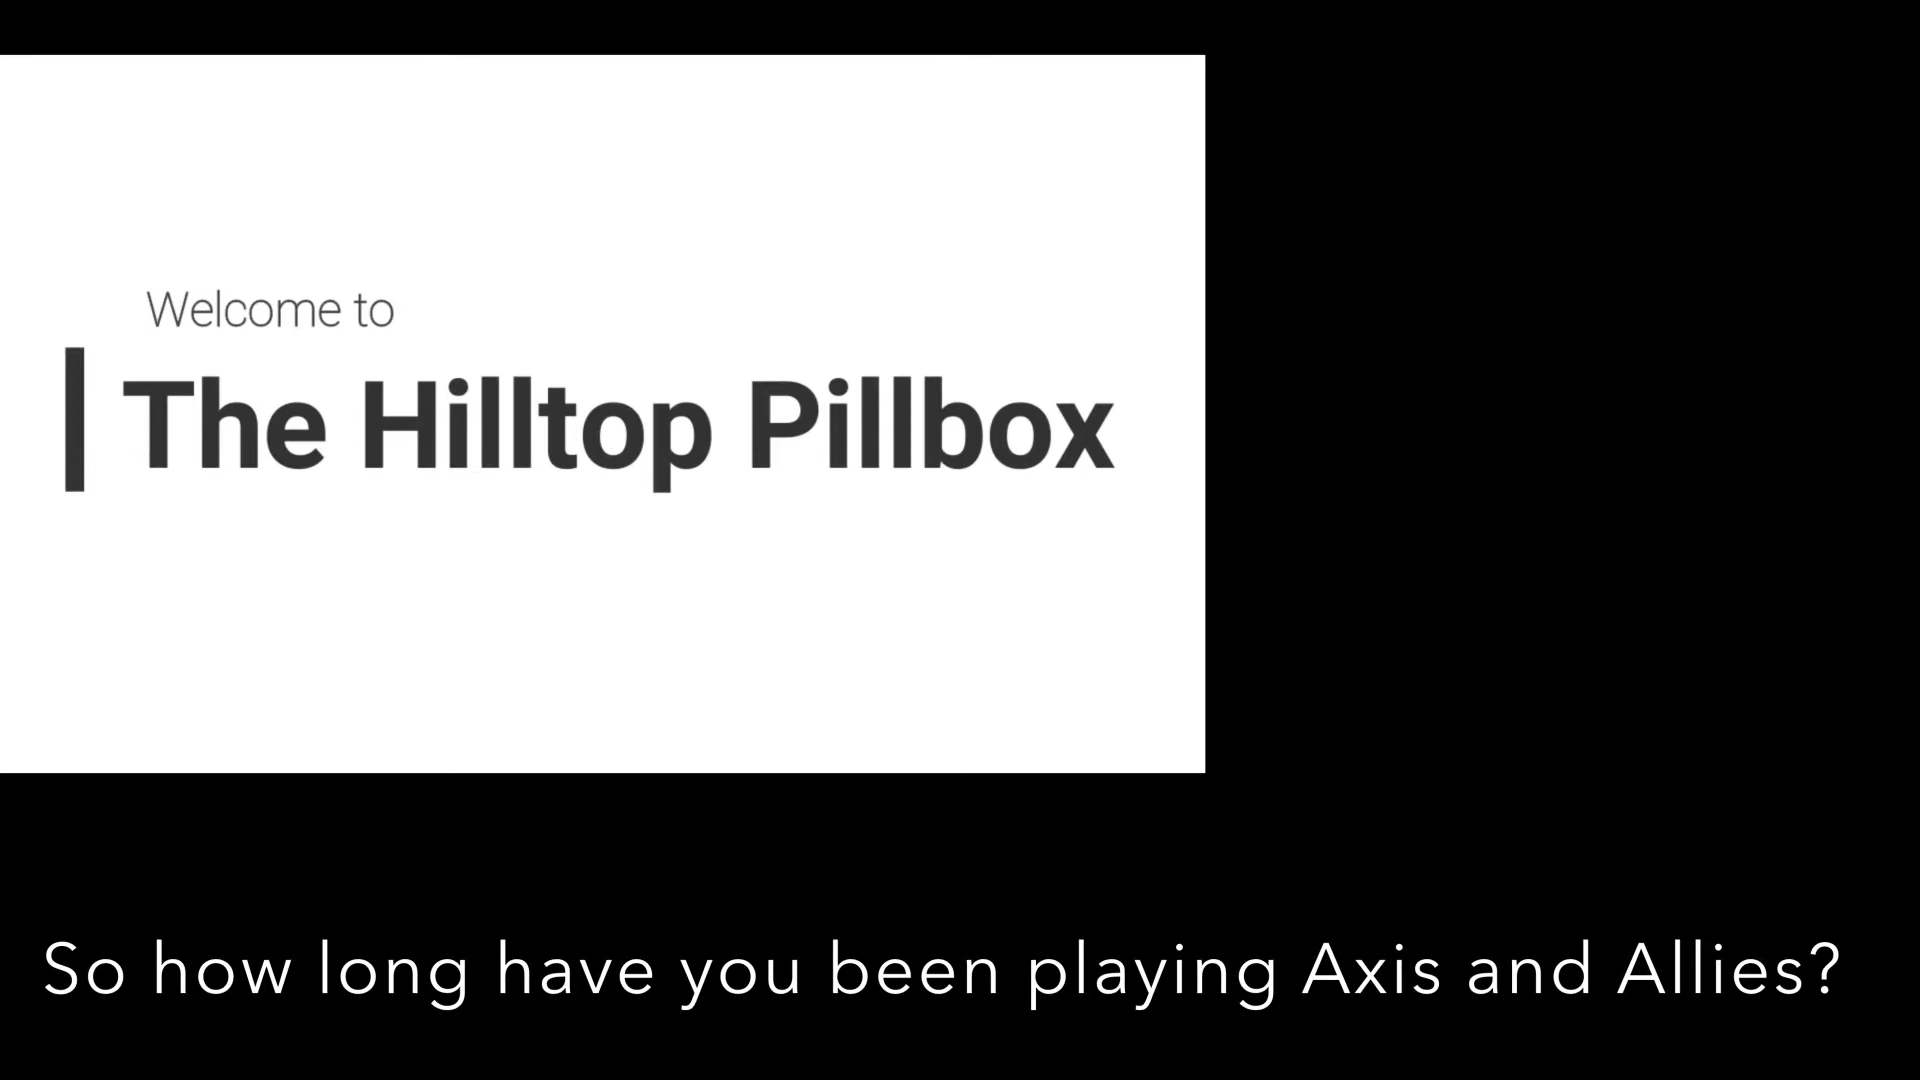 Welcome to
The Hilltop Pillbox
So how long have you been playing Axis and Allies?